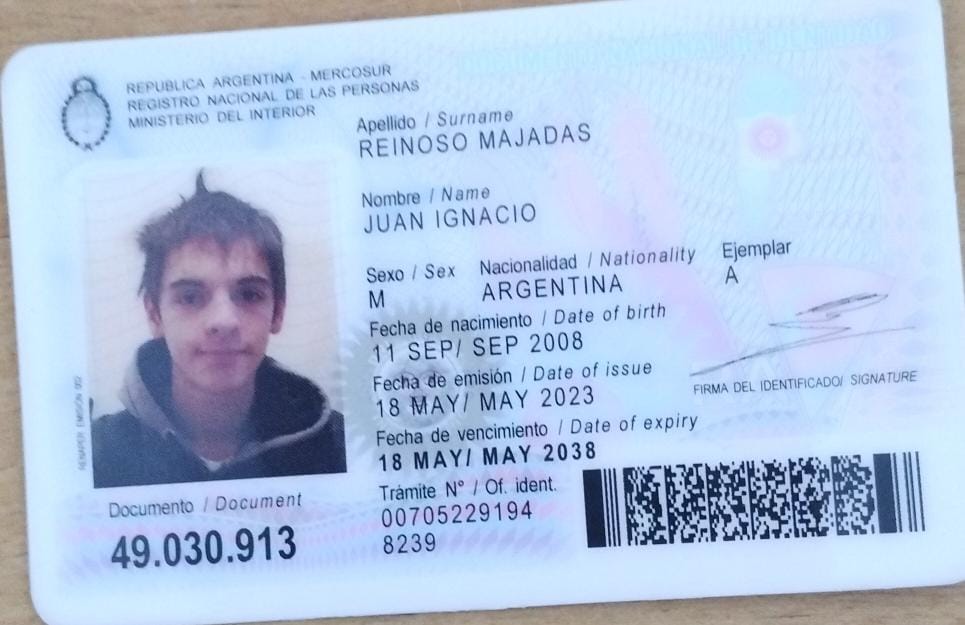 DOCUMENTO NACIONAL DE IDENTIDAD
REPUBLICA ARGENTINA - MERCOSUR
REGISTRO NACIONAL DE LAS PERSONAS
MINISTERIO DEL INTERIOR
Apellido / Surname
REINOSO MAJADAS
Nombre / Name
JUAN IGNACIO
Sexo / Sex Nacionalidad / Nationality Ejemplar
M ARGENTINA A
Fecha de nacimiento / Date of birth
11 SEP/ SEP 2008
Fecha de emisión / Date of issue
18 MAY/ MAY 2023
FIRMA DEL IDENTIFICADO/ SIGNATURE
Fecha de vencimiento / Date of expiry
18 MAY/ MAY 2038
Trámite N° / Of. ident.
00705229194
8239
Documento / Document
49.030.913